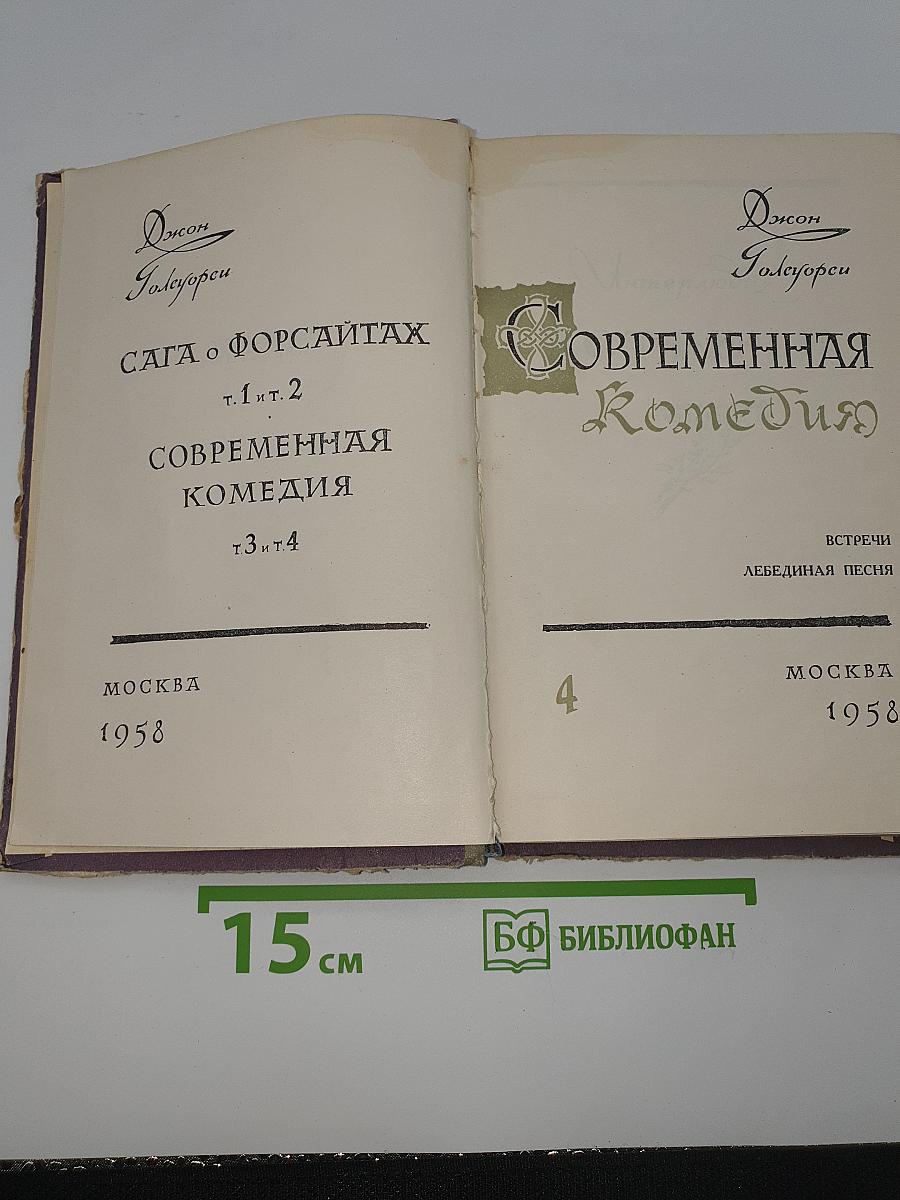 Джон
Голсуорси
САГА о ФОРСАЙТАХ
т.1 и т.2
СОВРЕМЕННАЯ
КОМЕДИЯ
т.3 и т.4
МОСКВА
1958
Джон
Голсуорси
СОВРЕМЕННАЯ
Комедия
ВСТРЕЧИ
ЛЕБЕДИНАЯ ПЕСНЯ
4
МОСКВА
1958
15 см
БФ БИБЛИОФАН